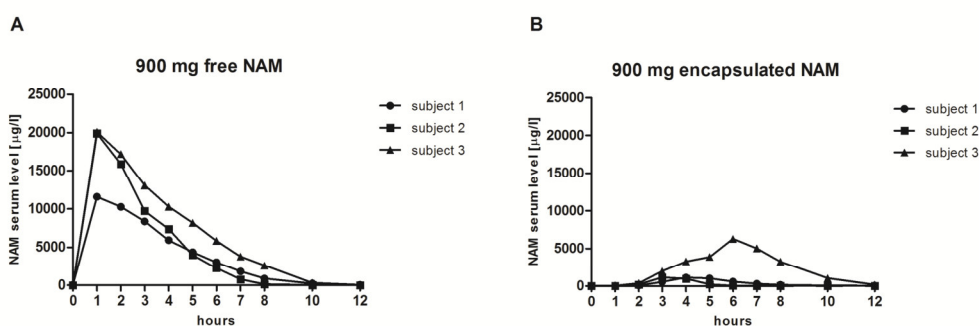 A
900 mg free NAM
25000
20000
15000
10000
5000
0
NAM serum level [µg/l]
0 1 2 3 4 5 6 7 8 10 12
hours
subject 1
subject 2
subject 3
B
900 mg encapsulated NAM
25000
20000
15000
10000
5000
0
NAM serum level [µg/l]
0 1 2 3 4 5 6 7 8 10 12
hours
subject 1
subject 2
subject 3